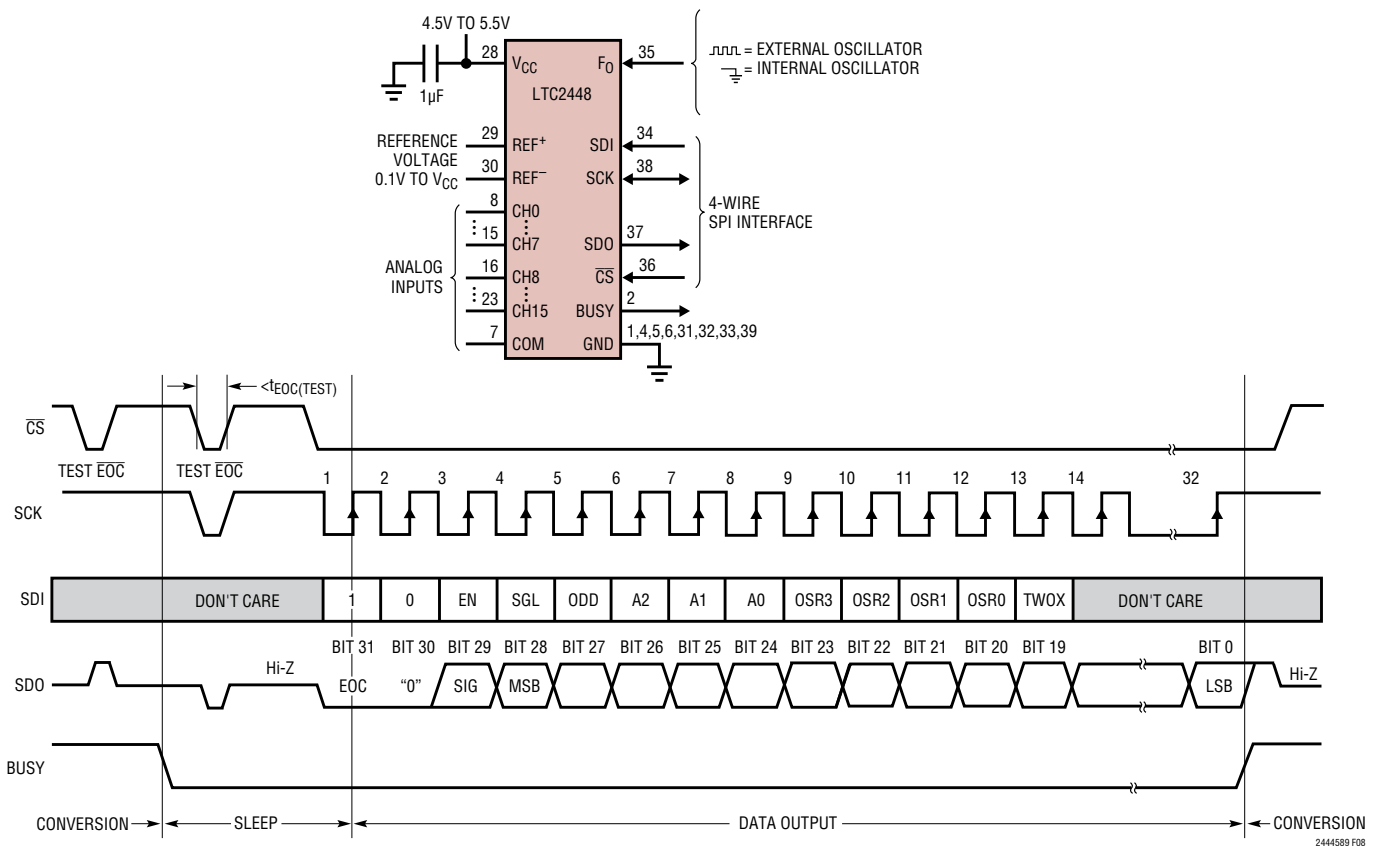 4.5V TO 5.5V
1µF
28
VCC
FO
35
= EXTERNAL OSCILLATOR
= INTERNAL OSCILLATOR
LTC2448
REFERENCE
VOLTAGE
0.1V TO VCC
29
REF+
30
REF–
SDI
34
SCK
38
4-WIRE
SPI INTERFACE
ANALOG
INPUTS
8
CH0
15
CH7
16
CH8
23
CH15
7
COM
SDO
37
CS
36
BUSY
2
GND
1,4,5,6,31,32,33,39
<tEOC(TEST)
CS
TEST EOC
TEST EOC
1 2 3 4 5 6 7 8 9 10 11 12 13 14 32
SCK
SDI
DON'T CARE
1
0
EN
SGL
ODD
A2
A1
A0
OSR3
OSR2
OSR1
OSR0
TWOX
DON'T CARE
BIT 31 BIT 30 BIT 29 BIT 28 BIT 27 BIT 26 BIT 25 BIT 24 BIT 23 BIT 22 BIT 21 BIT 20 BIT 19 BIT 0
SDO
Hi-Z
EOC
“0”
SIG
MSB
LSB
Hi-Z
BUSY
CONVERSION
SLEEP
DATA OUTPUT
CONVERSION
2444589 F08